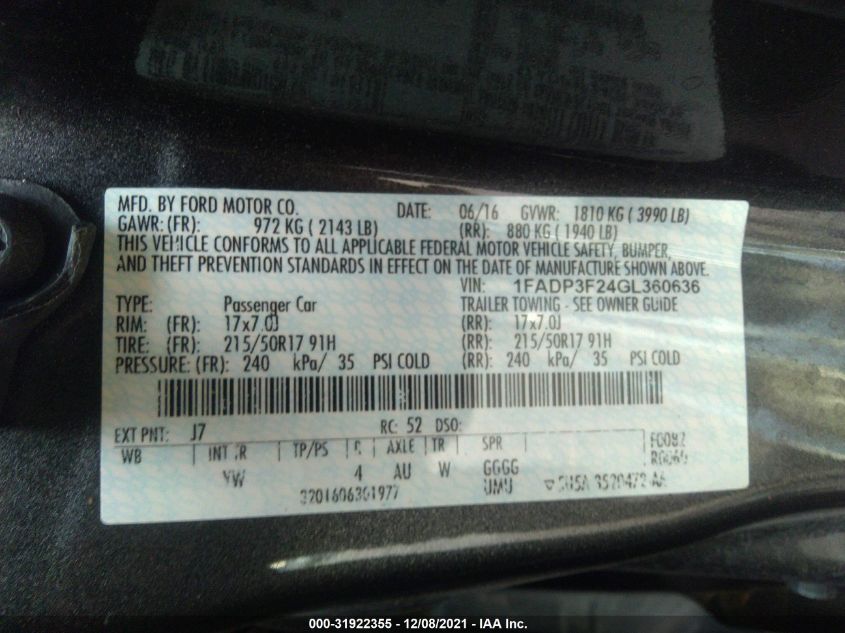 MFD. BY FORD MOTOR CO. DATE: 06/16 GVWR: 1810 KG ( 3990 LB)
GAWR: (FR): 972 KG ( 2143 LB) (RR): 880 KG ( 1940 LB)
THIS VEHICLE CONFORMS TO ALL APPLICABLE FEDERAL MOTOR VEHICLE SAFETY, BUMPER,
AND THEFT PREVENTION STANDARDS IN EFFECT ON THE DATE OF MANUFACTURE SHOWN ABOVE.
VIN: 1FADP3F24GL360636
TYPE: Passenger Car TRAILER TOWING - SEE OWNER GUIDE
RIM: (FR): 17x7.0J (RR): 17x7.0J
TIRE: (FR): 215/50R17 91H (RR): 215/50R17 91H
PRESSURE: (FR): 240 kPa/ 35 PSI COLD (RR): 240 kPa/ 35 PSI COLD
EXT PNT: J7 RC: 52 DSO:
WB INT TR TP/PS R AXLE TR SPR
YW 4 AU W GGGG
UMU
3201606301977
000-31922355 - 12/08/2021 - IAA Inc.